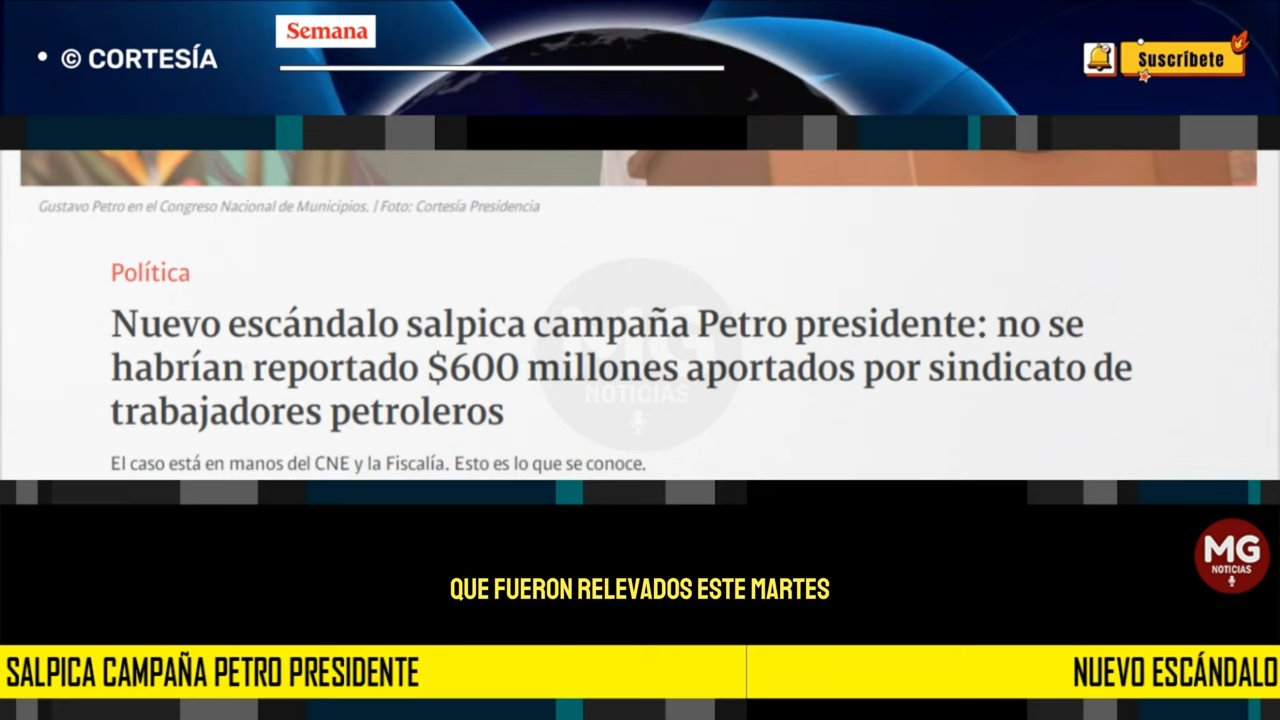 Semana
• © CORTESÍA
Suscríbete
Gustavo Petro en el Congreso Nacional de Municipios. | Foto: Cortesía Presidencia
Política
Nuevo escándalo salpica campaña Petro presidente: no se
habrían reportado $600 millones aportados por sindicato de
trabajadores petroleros
MG
NOTICIAS
El caso está en manos del CNE y la Fiscalía. Esto es lo que se conoce.
MG
NOTICIAS
QUE FUERON RELEVADOS ESTE MARTES
SALPICA CAMPAÑA PETRO PRESIDENTE
NUEVO ESCÁNDALO